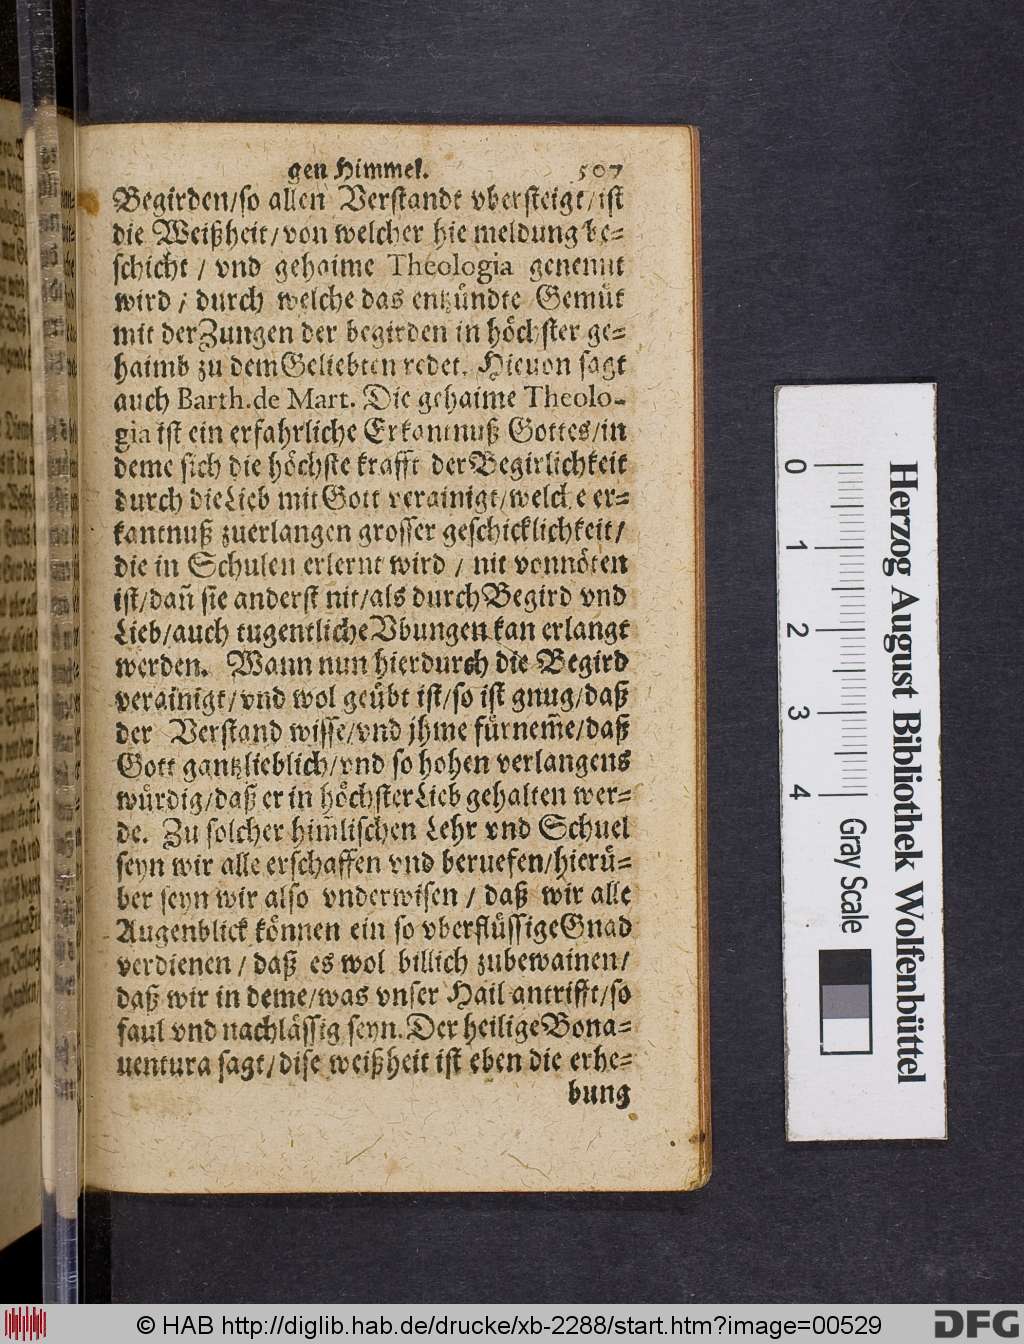 gen Himmel. 507
Begirden/so allen Verstandt vbersteigt/ist
die Weißheit/von welcher hie meldung be-
schicht / vnd gehaime Theologia genennt
wird / durch welche das entzündte Gemüt
mit der Zungen der begirden in höchster ge-
haimb zu dem Geliebten redet. Hieuon sagt
auch Barth. de Mart. Die gehaime Theolo-
gia ist ein erfahrliche Erkantnuß Gottes/in
deme sich die höchste krafft der Begirlichkeit
durch die Lieb mit Gott verainigt/welche er-
kantnuß zuerlangen grosser geschicklichkeit/
die in Schulen erlernt wird / nit vonnöten
ist/dañ sie anderst nit/als durch Begird vnd
Lieb/auch tugentliche Vbungen kan erlangt
werden. Wann nun hierdurch die Begird
verainigt/vnd wol geübt ist/so ist gnug/daß
der Verstand wisse/vnd jhme fürnem̃e/daß
Gott gantz lieblich/vnd so hohen verlangens
würdig/daß er in höchster Lieb gehalten wer-
de. Zu solcher him̃lischen Lehr vnd Schuel
seyn wir alle erschaffen vnd beruefen/hierü-
ber seyn wir also vnderwisen / daß wir alle
Augenblick können ein so vberflüssige Gnad
verdienen / daß es wol billich zubewainen/
daß wir in deme/was vnser Hail antrifft/so
faul vnd nachlässig seyn. Der heilige Bona-
uentura sagt/dise weißheit ist eben die erhe-
bung
0 1 2 3 4
Gray Scale
Herzog August Bibliothek Wolfenbüttel
© HAB http://diglib.hab.de/drucke/xb-2288/start.htm?image=00529
DFG